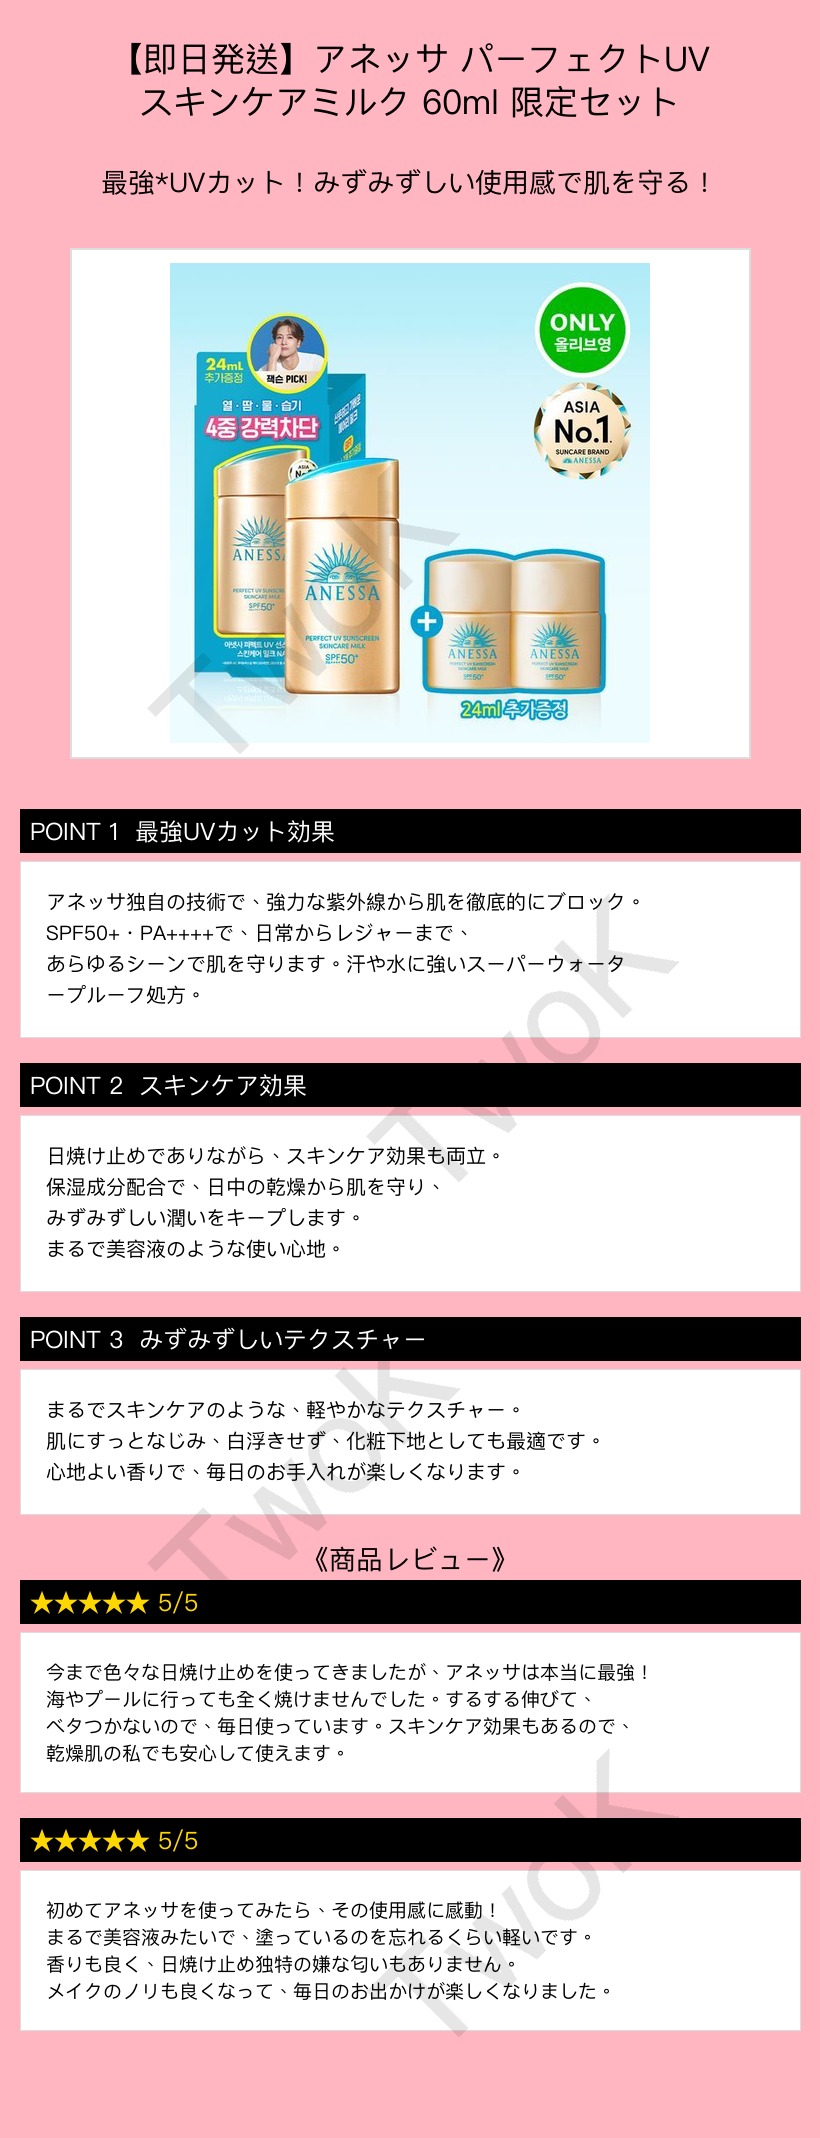 【即日発送】アネッサ パーフェクトUV
スキンケアミルク 60ml 限定セット
最強*UVカット！みずみずしい使用感で肌を守る！
ONLY
올리브영
24mL
추가증정
잭슨 PICK!
열·땀·물·습기
4중 강력차단
ASIA
No.1
SUNCARE BRAND
ANESSA
ANESSA
PERFECT UV SUNSCREEN
SKINCARE MILK
SPF50+
아넷사 퍼펙트 UV 선
스킨케어 밀크 NA
ANESSA
PERFECT UV SUNSCREEN
SKINCARE MILK
SPF50+
PA++++
+
ANESSA
PERFECT UV SUNSCREEN
SKINCARE MILK
SPF50+
ANESSA
PERFECT UV SUNSCREEN
SKINCARE MILK
SPF50+
24ml 추가증정
TwoK
POINT 1 最強UVカット効果
アネッサ独自の技術で、強力な紫外線から肌を徹底的にブロック。
SPF50+・PA++++で、日常からレジャーまで、
あらゆるシーンで肌を守ります。汗や水に強いスーパーウォータ
ープルーフ処方。
TwoK
POINT 2 スキンケア効果
日焼け止めでありながら、スキンケア効果も両立。
保湿成分配合で、日中の乾燥から肌を守り、
みずみずしい潤いをキープします。
まるで美容液のような使い心地。
POINT 3 みずみずしいテクスチャー
まるでスキンケアのような、軽やかなテクスチャー。
肌にすっとなじみ、白浮きせず、化粧下地としても最適です。
心地よい香りで、毎日のお手入れが楽しくなります。
TwoK
《商品レビュー》
★★★★★ 5/5
今まで色々な日焼け止めを使ってきましたが、アネッサは本当に最強！
海やプールに行っても全く焼けませんでした。するする伸びて、
ベタつかないので、毎日使っています。スキンケア効果もあるので、
乾燥肌の私でも安心して使えます。
★★★★★ 5/5
初めてアネッサを使ってみたら、その使用感に感動！
まるで美容液みたいで、塗っているのを忘れるくらい軽いです。
香りも良く、日焼け止め独特の嫌な匂いもありません。
メイクのノリも良くなって、毎日のお出かけが楽しくなりました。
TwoK